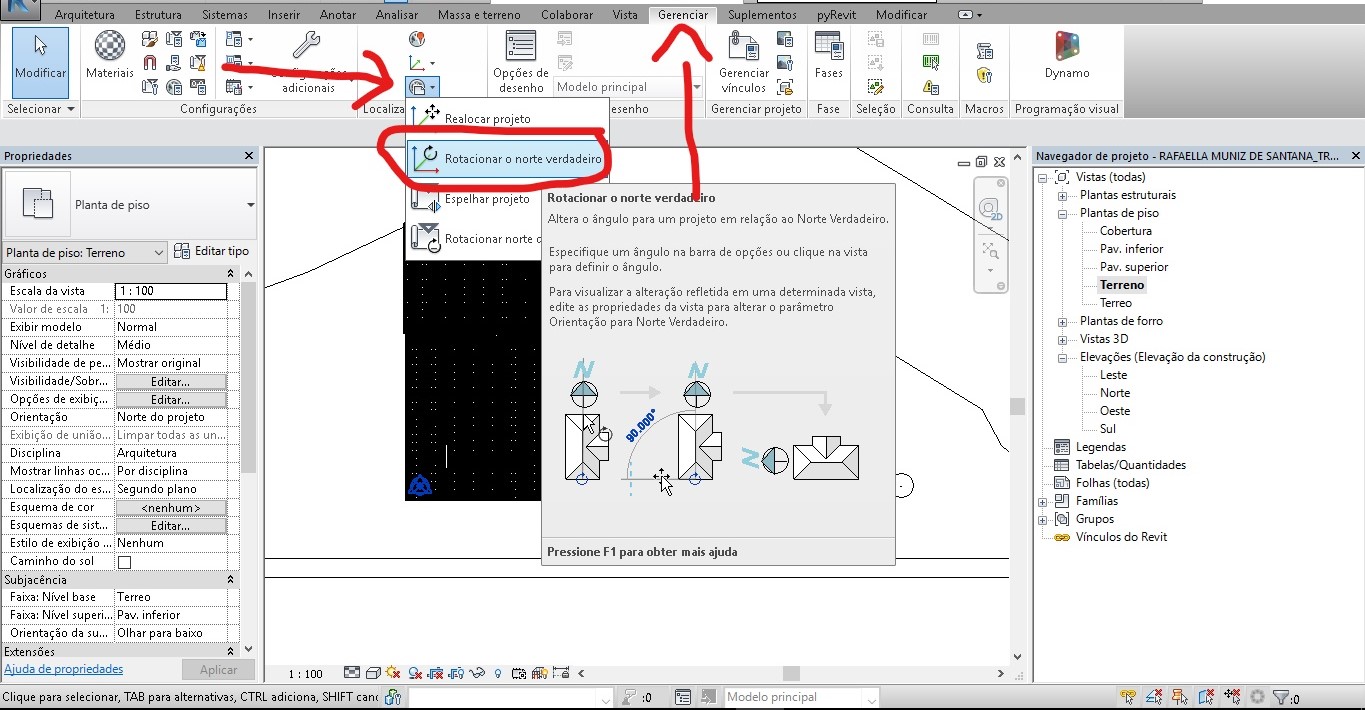 Arquitetura Estrutura Sistemas Inserir Anotar Analisar Massa e terreno Colaborar Vista Gerenciar Suplementos pyRevit Modificar
Modificar
Materiais
Configurações
adicionais
Opções de
desenho
Modelo principal
Gerenciar
vínculos
Fases
Dynamo
Selecionar
Configurações
Localiza
esenho
Gerenciar projeto
Fase
Seleção
Consulta
Macros
Programação visual
Realocar projeto
Rotacionar o norte verdadeiro
Espelhar projeto
Rotacionar norte d
Rotacionar o norte verdadeiro
Altera o ângulo para um projeto em relação ao Norte Verdadeiro.
Especifique um ângulo na barra de opções ou clique na vista
para definir o ângulo.
Para visualizar a alteração refletida em uma determinada vista,
edite as propriedades da vista para alterar o parâmetro
Orientação para Norte Verdadeiro.
N
N
90.000°
N
Pressione F1 para obter mais ajuda
Propriedades
Planta de piso
Planta de piso: Terreno
Editar tipo
Gráficos
Escala da vista 1 : 100
Valor de escala 1: 100
Exibir modelo Normal
Nível de detalhe Médio
Visibilidade de pe... Mostrar original
Visibilidade/Sobr... Editar...
Opções de exibiç... Editar...
Orientação Norte do projeto
Exibição de união... Limpar todas as un...
Disciplina Arquitetura
Mostrar linhas oc... Por disciplina
Localização do es... Segundo plano
Esquema de cor <nenhum>
Esquemas de sist... Editar...
Estilo de exibição ... Nenhum
Caminho do sol
Subjacência
Faixa: Nível base Terreo
Faixa: Nível superi... Pav. inferior
Orientação da su... Olhar para baixo
Extensões
Ajuda de propriedades
Aplicar
2D
Navegador de projeto - RAFAELLA MUNIZ DE SANTANA_TR...
Vistas (todas)
Plantas estruturais
Plantas de piso
Cobertura
Pav. inferior
Pav. superior
Terreno
Terreo
Plantas de forro
Vistas 3D
Elevações (Elevação da construção)
Leste
Norte
Oeste
Sul
Legendas
Tabelas/Quantidades
Folhas (todas)
Famílias
Grupos
Vínculos do Revit
1 : 100
Clique para selecionar, TAB para alternativas, CTRL adiciona, SHIFT canc
:0
Modelo principal
:0